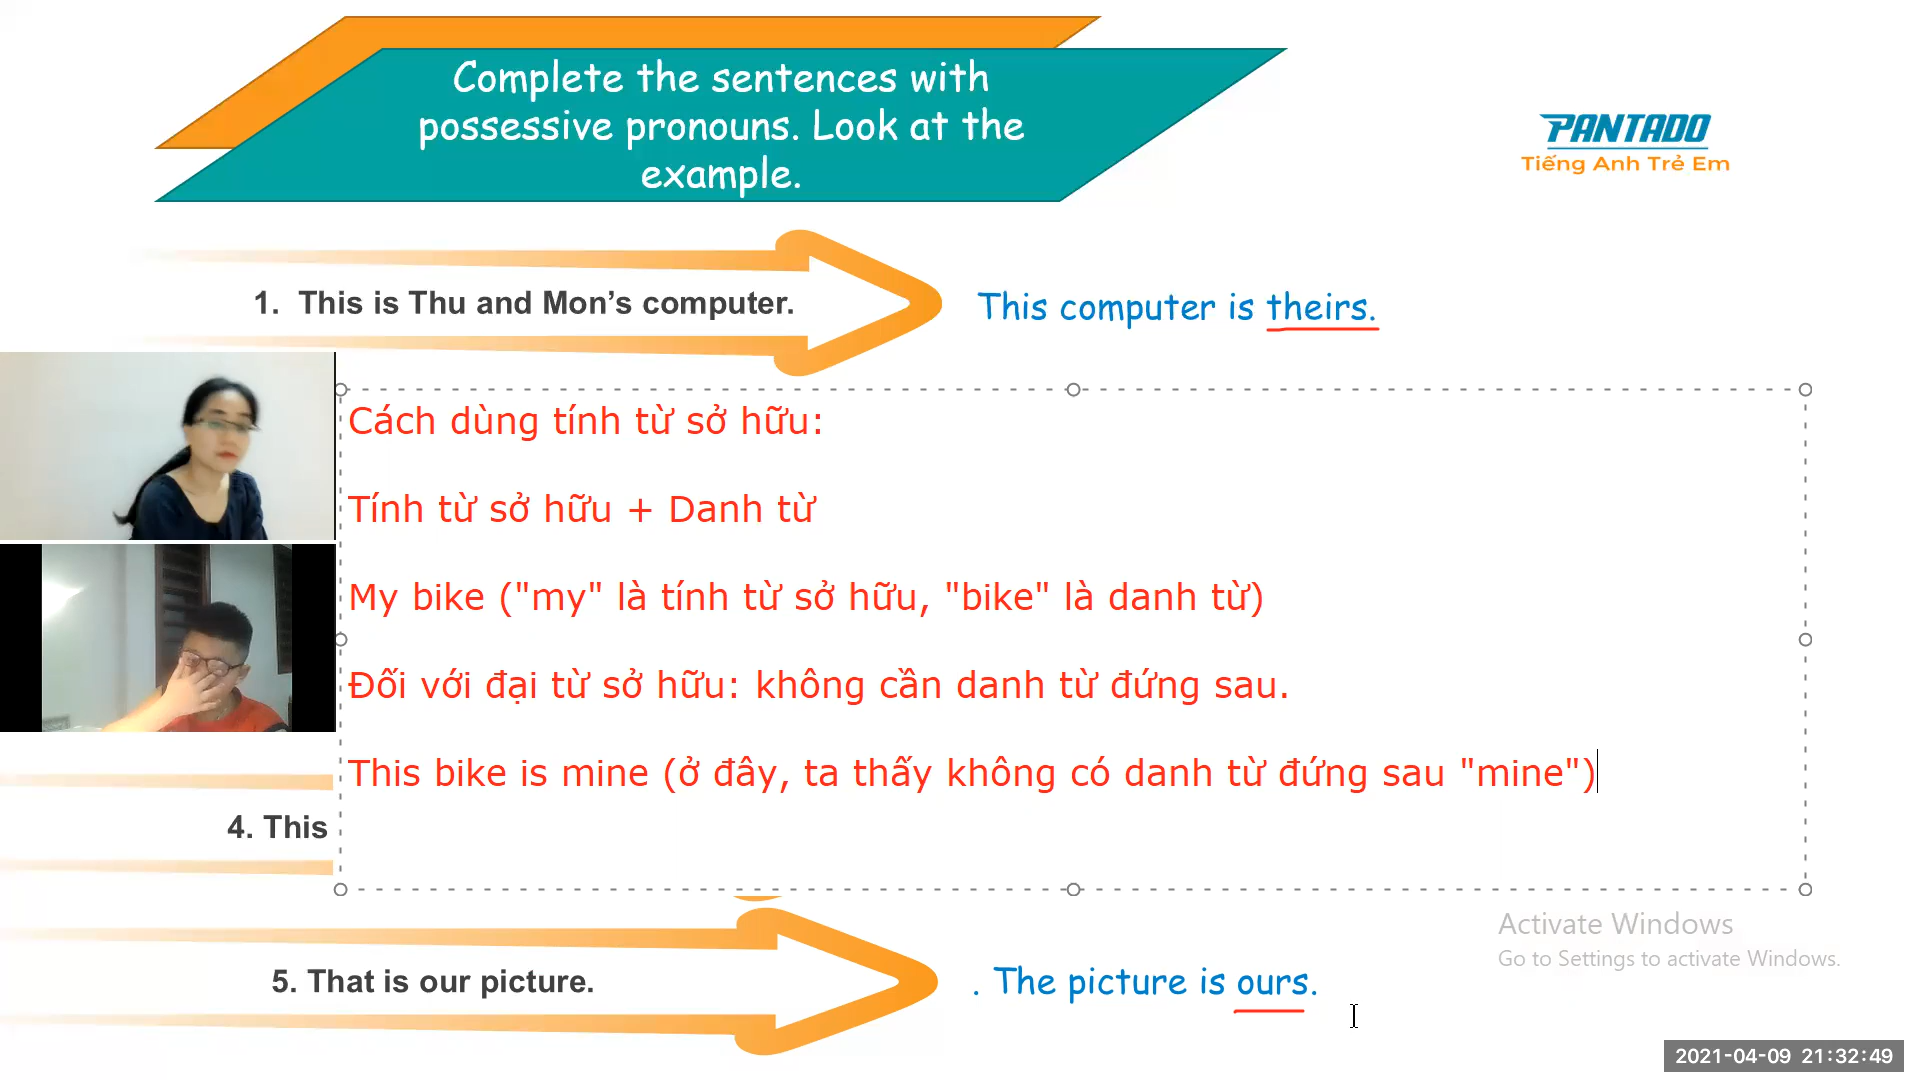 Complete the sentences with
possessive pronouns. Look at the
example.
PANTADO
Tiếng Anh Trẻ Em
1. This is Thu and Mon’s computer.
This computer is theirs.
Cách dùng tính từ sở hữu:
Tính từ sở hữu + Danh từ
My bike ("my" là tính từ sở hữu, "bike" là danh từ)
Đối với đại từ sở hữu: không cần danh từ đứng sau.
This bike is mine (ở đây, ta thấy không có danh từ đứng sau "mine")
4. This
5. That is our picture.
. The picture is ours.
Activate Windows
Go to Settings to activate Windows.
2021-04-09 21:32:49